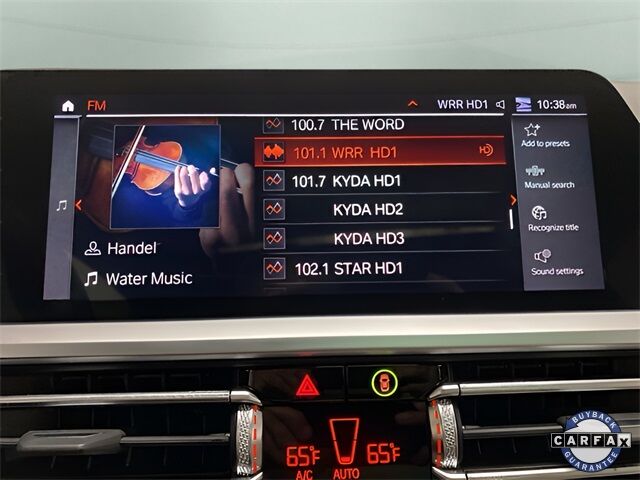 FM
WRR HD1
10:38am
100.7 THE WORD
101.1 WRR HD1
HD
101.7 KYDA HD1
KYDA HD2
KYDA HD3
102.1 STAR HD1
Handel
Water Music
Add to presets
Manual search
Recognize title
Sound settings
65°F
A/C
AUTO
65°F
BUYBACK
CARFAX
GUARANTEE